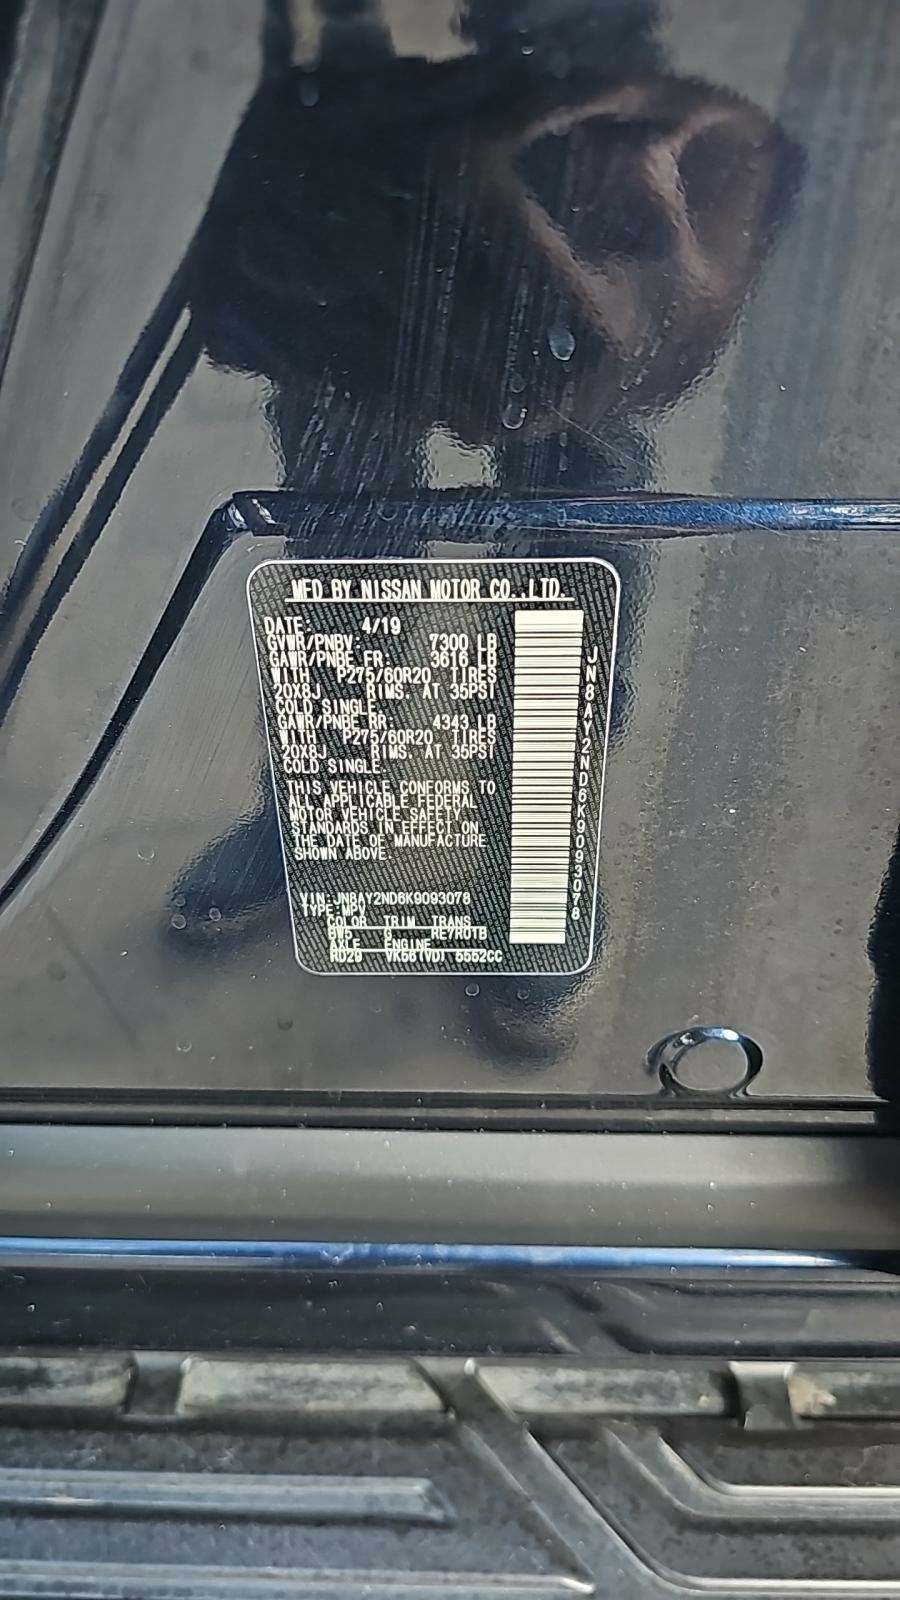 MFD BY NISSAN MOTOR CO.,LTD.
DATE: 4/19
GVWR/PNBV: 7300 LB
GAWR/PNBE FR: 3616 LB
WITH P275/60R20 TIRES
20X8J RIMS, AT 35PSI
COLD SINGLE.
GAWR/PNBE RR: 4343 LB
WITH P275/60R20 TIRES
20X8J RIMS, AT 35PSI
COLD SINGLE.
THIS VEHICLE CONFORMS TO
ALL APPLICABLE FEDERAL
MOTOR VEHICLE SAFETY
STANDARDS IN EFFECT ON
THE DATE OF MANUFACTURE
SHOWN ABOVE.
VIN:JN8AY2ND6K9093078
TYPE:MPV
COLOR TRIM TRANS
BW5 G RE7R01B
AXLE ENGINE
RD29 VK56(VD) 5552CC
JN8AY2ND6K9093078